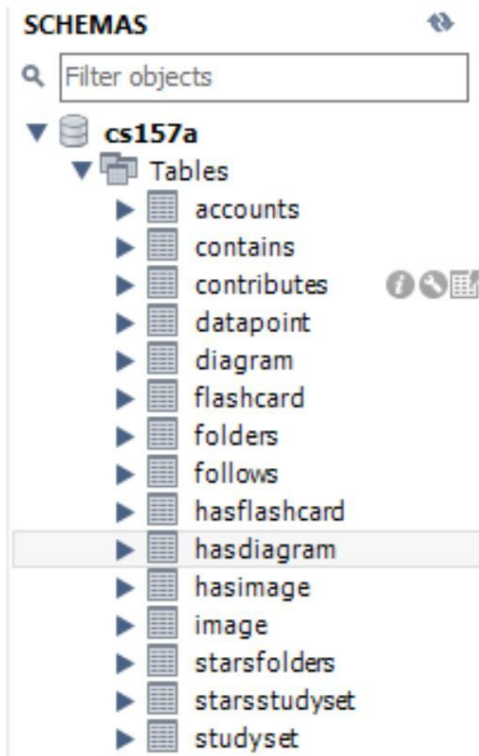 SCHEMAS
Filter objects
cs157a
Tables
accounts
contains
contributes
datapoint
diagram
flashcard
folders
follows
hasflashcard
hasdiagram
hasimage
image
starsfolders
starsstudyset
studyset